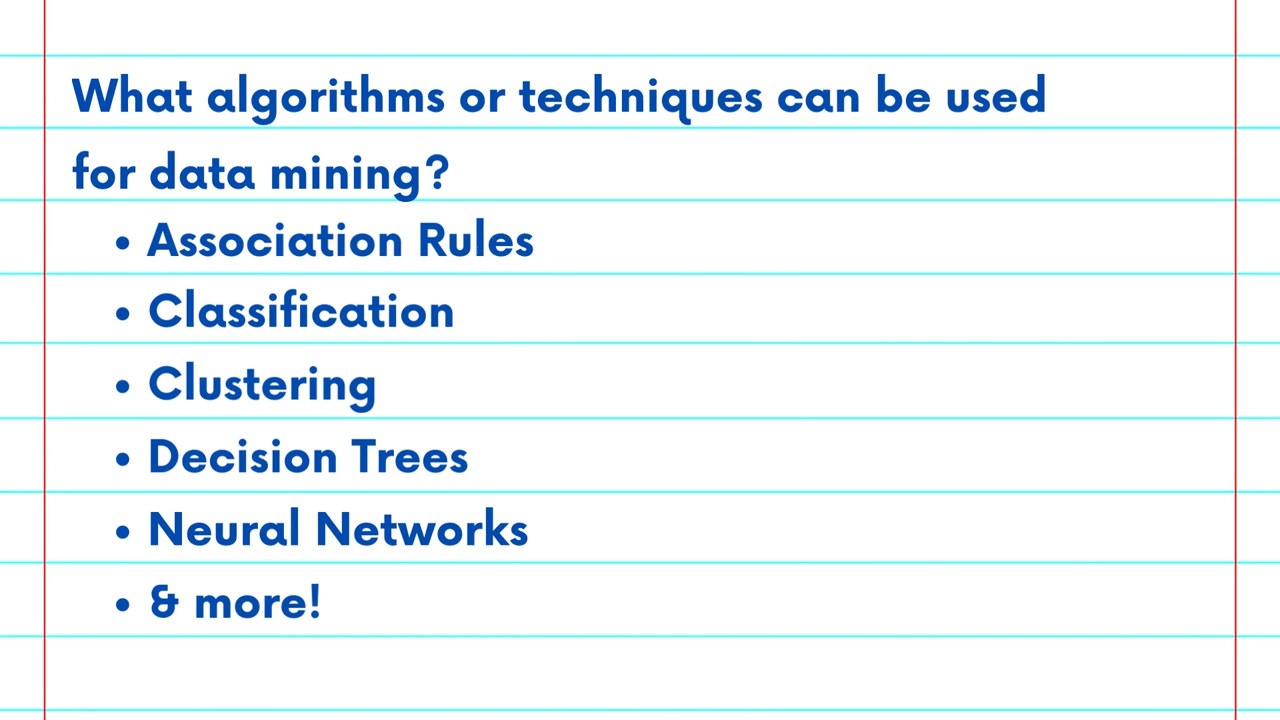 What algorithms or techniques can be used
for data mining?
• Association Rules
• Classification
• Clustering
• Decision Trees
• Neural Networks
• & more!